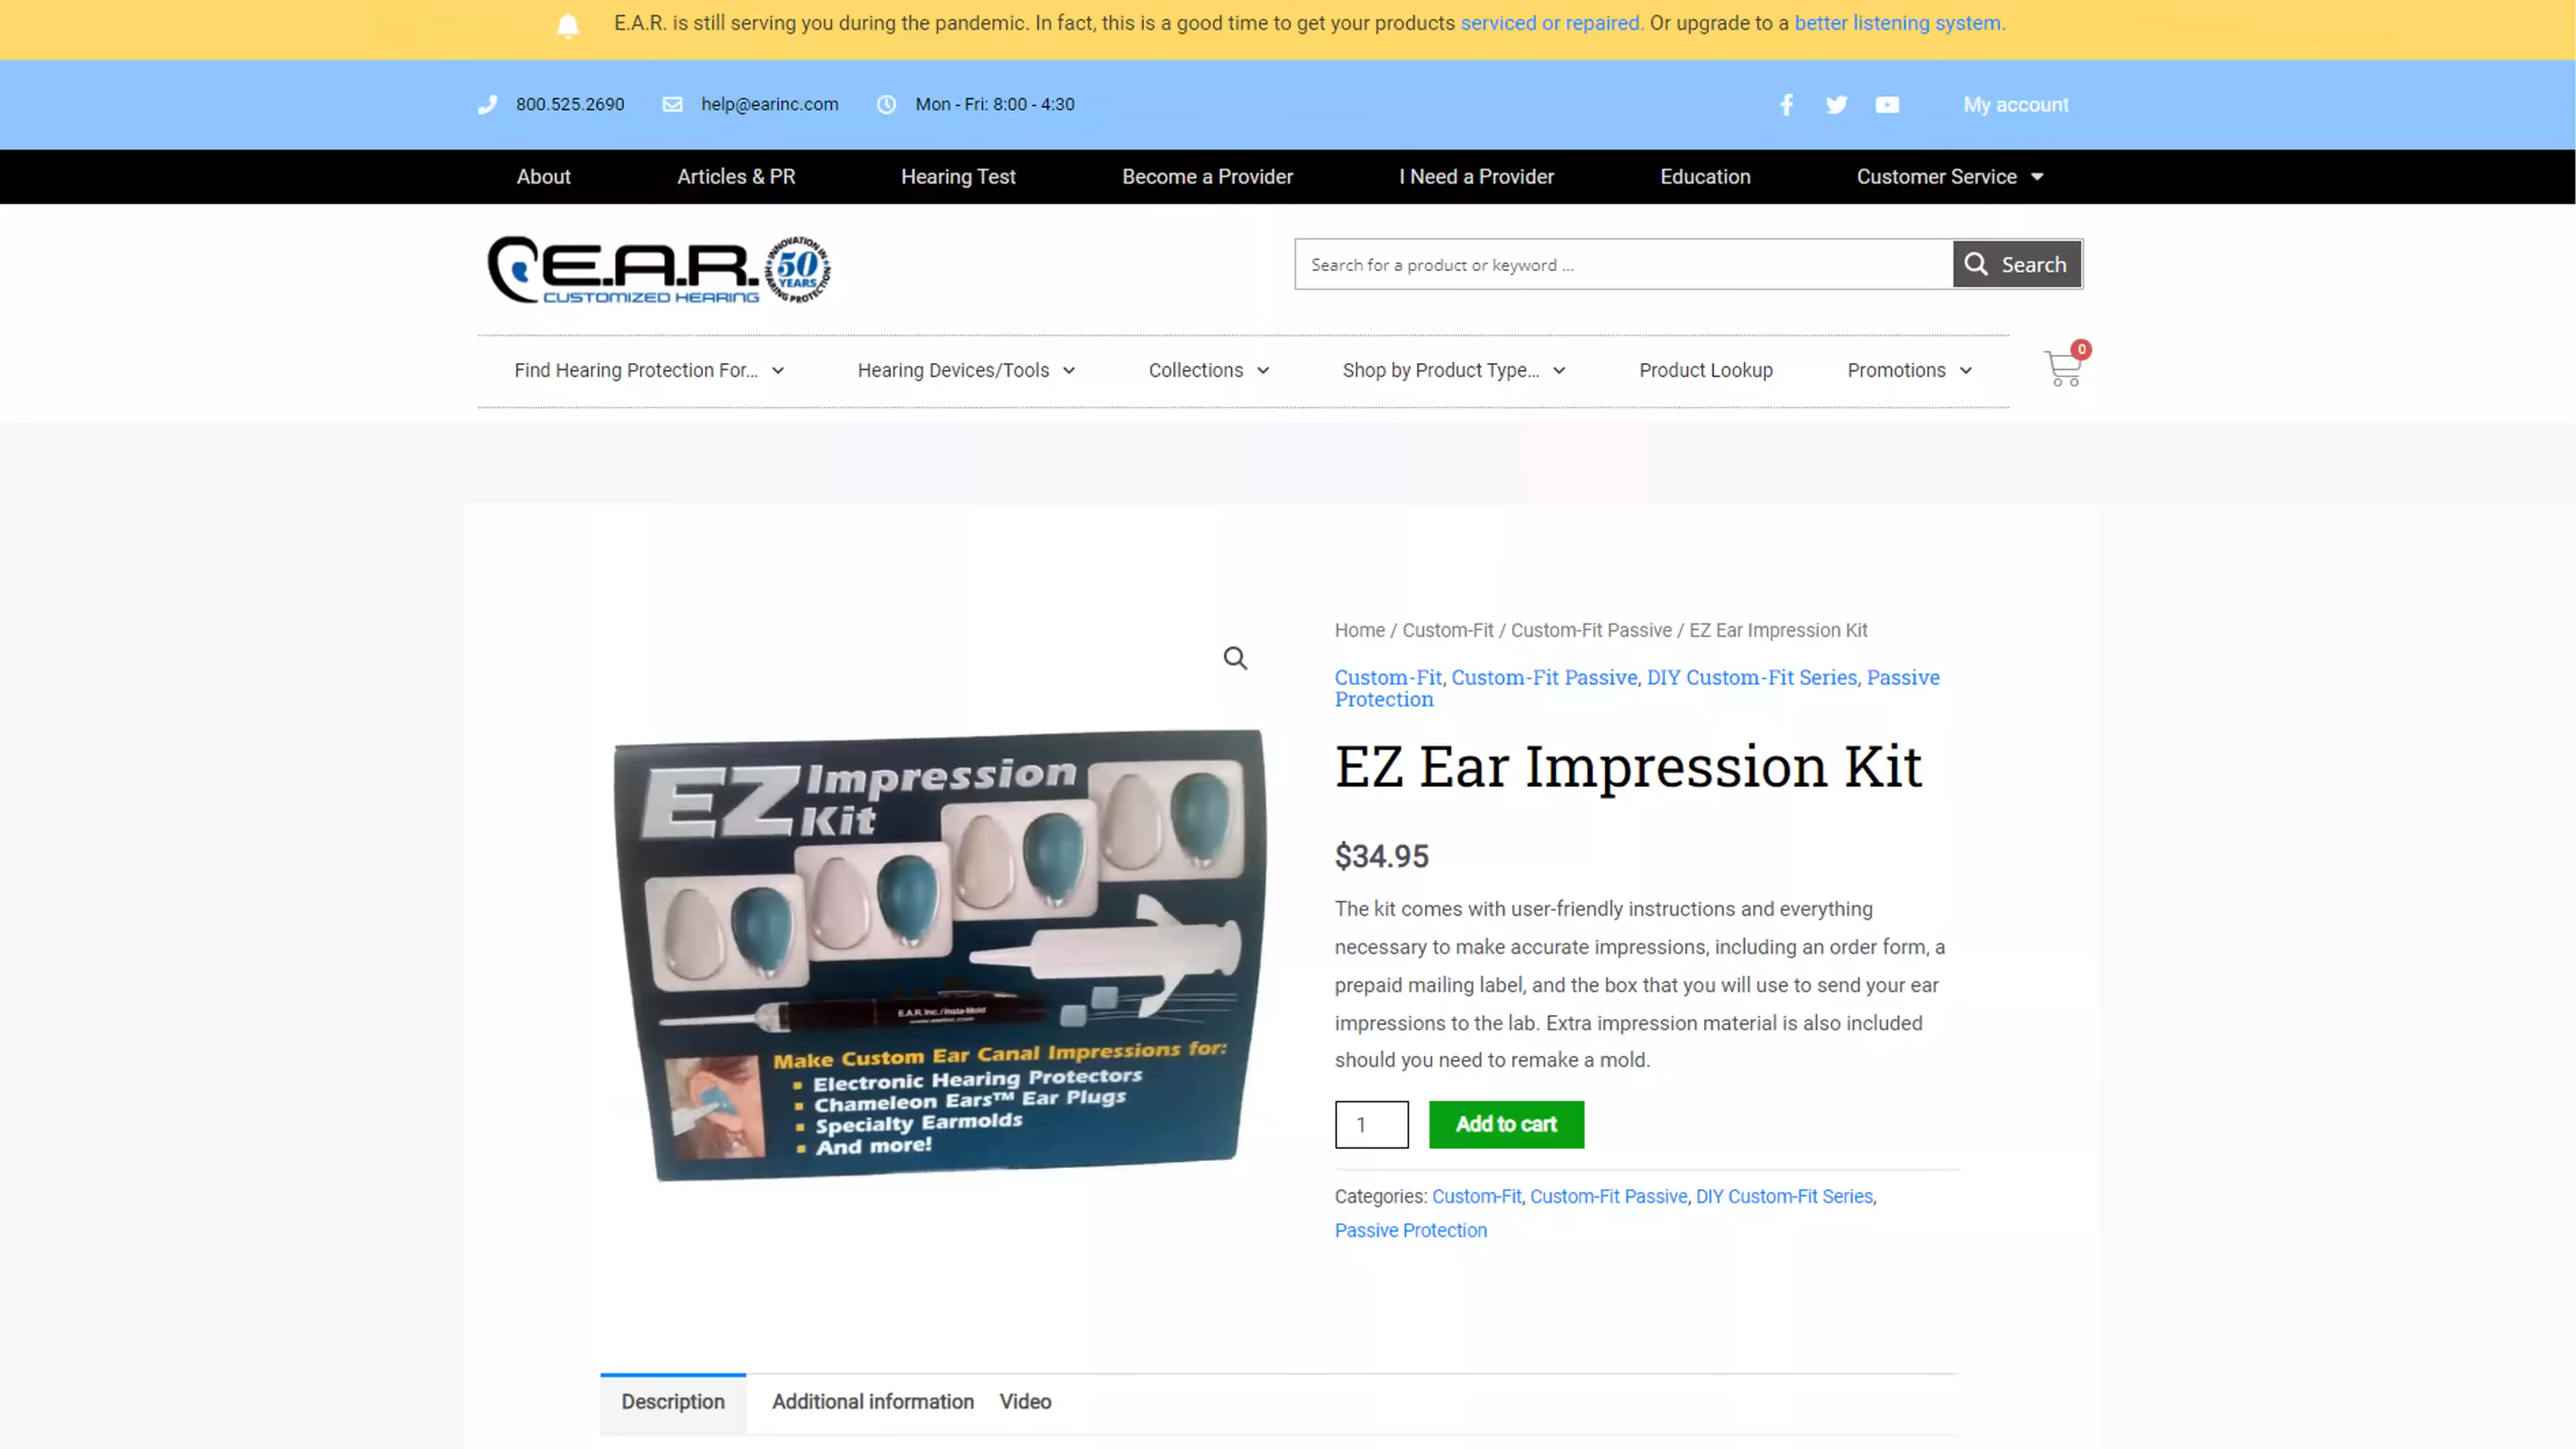 E.A.R. is still serving you during the pandemic. In fact, this is a good time to get your products serviced or repaired. Or upgrade to a better listening system.
800.525.2690 help@earinc.com Mon - Fri: 8:00 - 4:30 My account
About Articles & PR Hearing Test Become a Provider I Need a Provider Education Customer Service
E.A.R.
CUSTOMIZED HEARING
INNOVATION IN
50
YEARS
HEARING PROTECTION
Search for a product or keyword ... Search
Find Hearing Protection For... Hearing Devices/Tools Collections Shop by Product Type... Product Lookup Promotions 0
Home / Custom-Fit / Custom-Fit Passive / EZ Ear Impression Kit
Custom-Fit, Custom-Fit Passive, DIY Custom-Fit Series, Passive
Protection
EZ Ear Impression Kit
$34.95
The kit comes with user-friendly instructions and everything
necessary to make accurate impressions, including an order form, a
prepaid mailing label, and the box that you will use to send your ear
impressions to the lab. Extra impression material is also included
should you need to remake a mold.
1 Add to cart
Categories: Custom-Fit, Custom-Fit Passive, DIY Custom-Fit Series,
Passive Protection
EZ Impression
Kit
E.A.R. Inc. / Insta-Mold
www.earinc.com
Make Custom Ear Canal Impressions for:
Electronic Hearing Protectors
Chameleon Ears™ Ear Plugs
Specialty Earmolds
And more!
Description Additional information Video